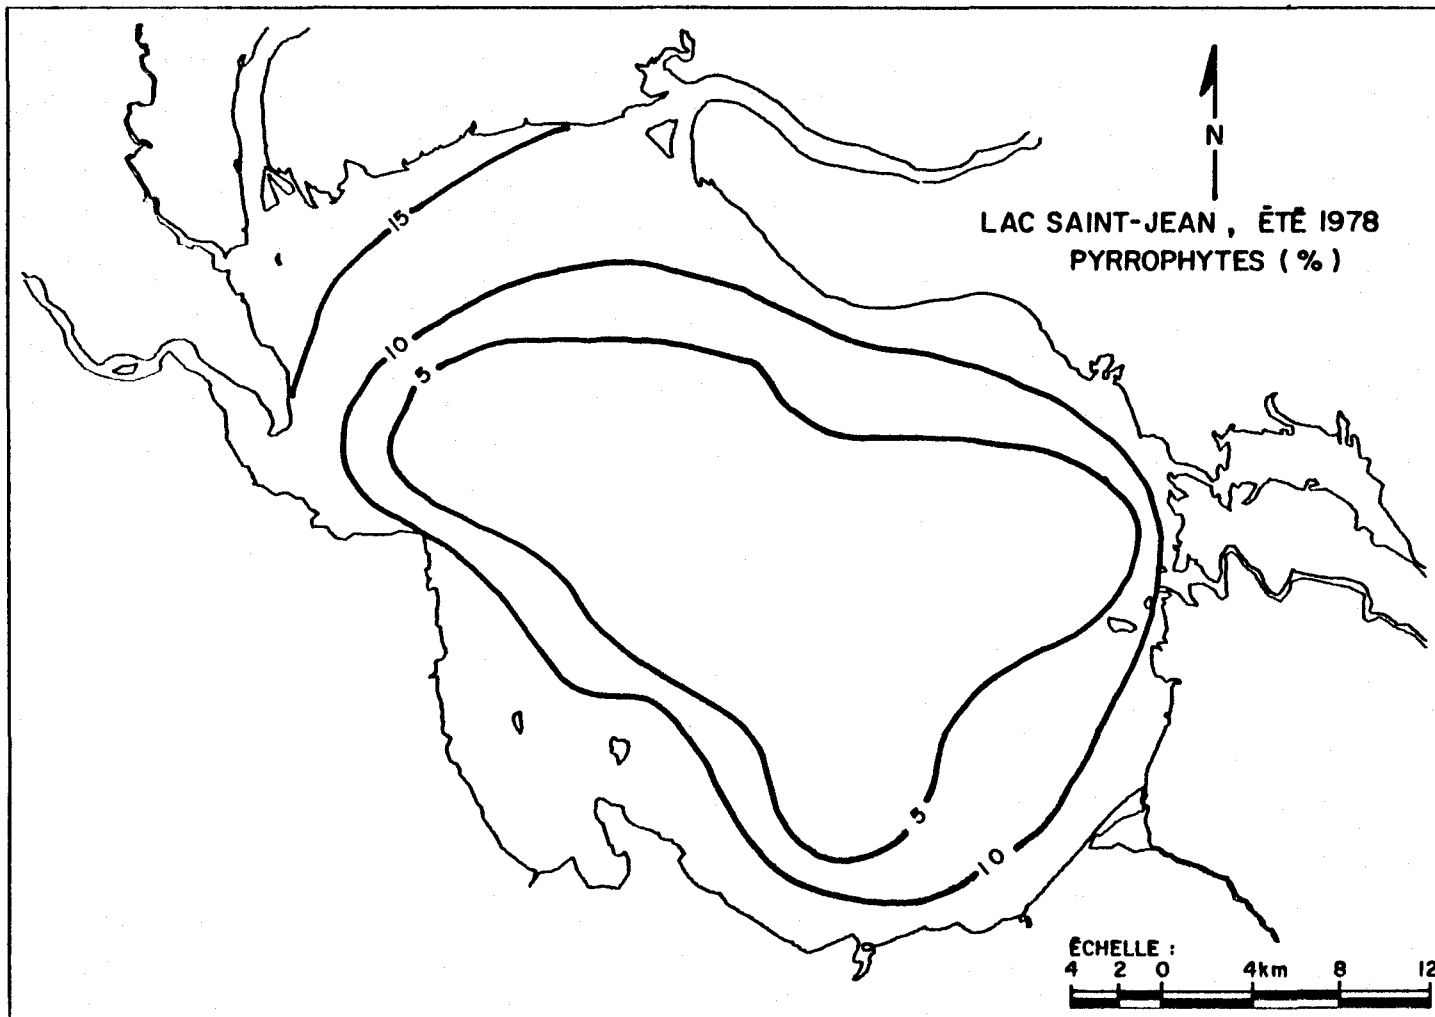 N
LAC SAINT-JEAN, ÉTÉ 1978
PYRROPHYTES (%)
15
10
5
5
10
ÉCHELLE :
4 2 0 4km 8 12